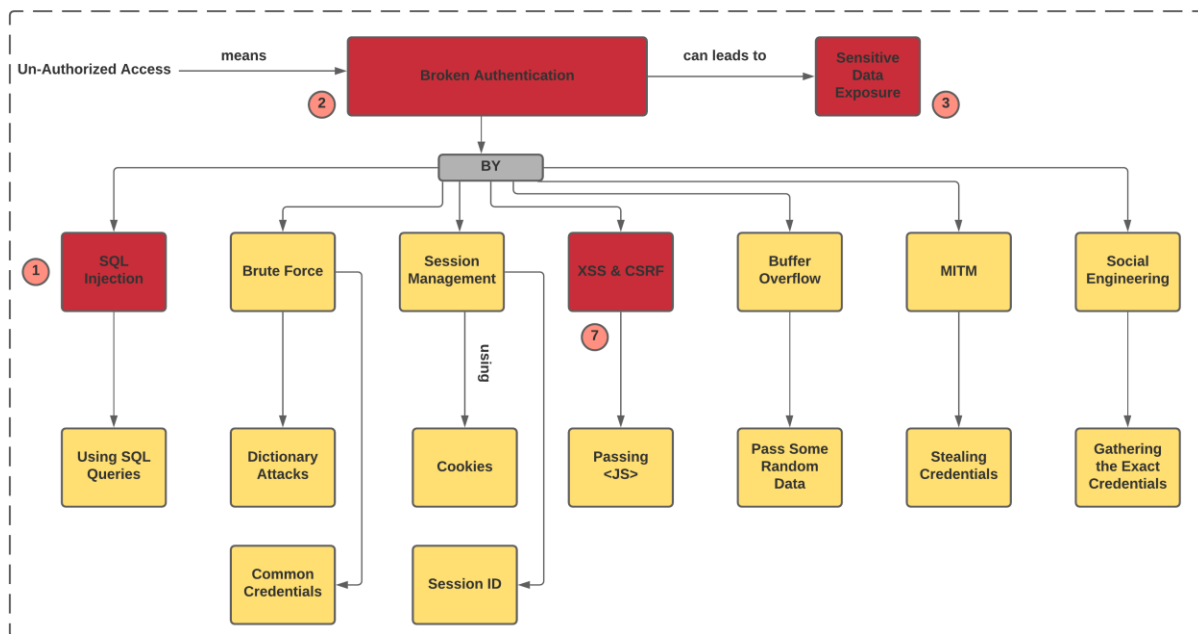 means
Un-Authorized Access
Broken Authentication
can leads to
Sensitive
Data
Exposure
2
3
BY
1
SQL
Injection
Brute Force
Session
Management
XSS & CSRF
Buffer
Overflow
MITM
Social
Engineering
7
using
Using SQL
Queries
Dictionary
Attacks
Cookies
Passing
<JS>
Pass Some
Random
Data
Stealing
Credentials
Gathering
the Exact
Credentials
Common
Credentials
Session ID